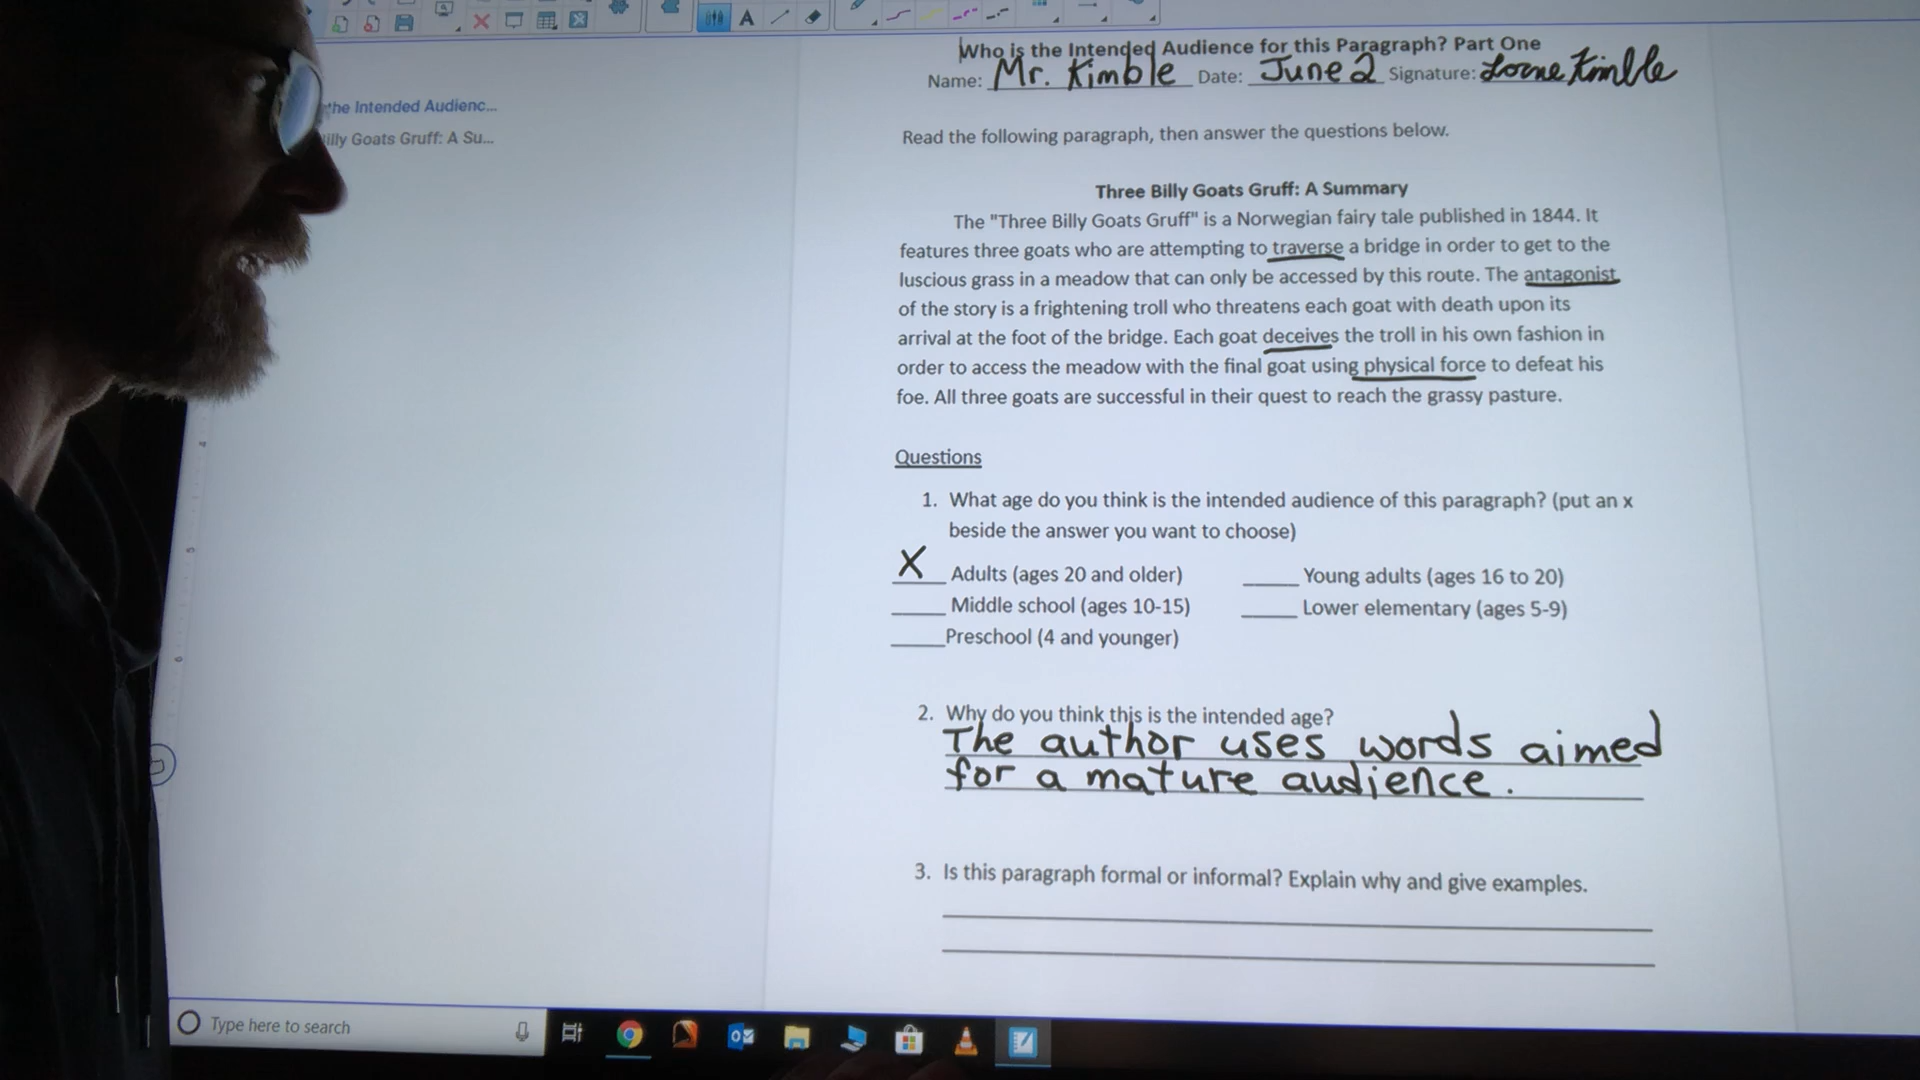 Who is the Intended Audience for this Paragraph? Part One
Name: Mr. Kimble Date: June 2 Signature: Lorne Kimble
the Intended Audienc...
illy Goats Gruff: A Su...
Read the following paragraph, then answer the questions below.
Three Billy Goats Gruff: A Summary
The "Three Billy Goats Gruff" is a Norwegian fairy tale published in 1844. It
features three goats who are attempting to traverse a bridge in order to get to the
luscious grass in a meadow that can only be accessed by this route. The antagonist
of the story is a frightening troll who threatens each goat with death upon its
arrival at the foot of the bridge. Each goat deceives the troll in his own fashion in
order to access the meadow with the final goat using physical force to defeat his
foe. All three goats are successful in their quest to reach the grassy pasture.
Questions
1. What age do you think is the intended audience of this paragraph? (put an x
beside the answer you want to choose)
X Adults (ages 20 and older) Young adults (ages 16 to 20)
Middle school (ages 10-15) Lower elementary (ages 5-9)
Preschool (4 and younger)
2. Why do you think this is the intended age?
The author uses words aimed
for a mature audience.
3. Is this paragraph formal or informal? Explain why and give examples.
Type here to search